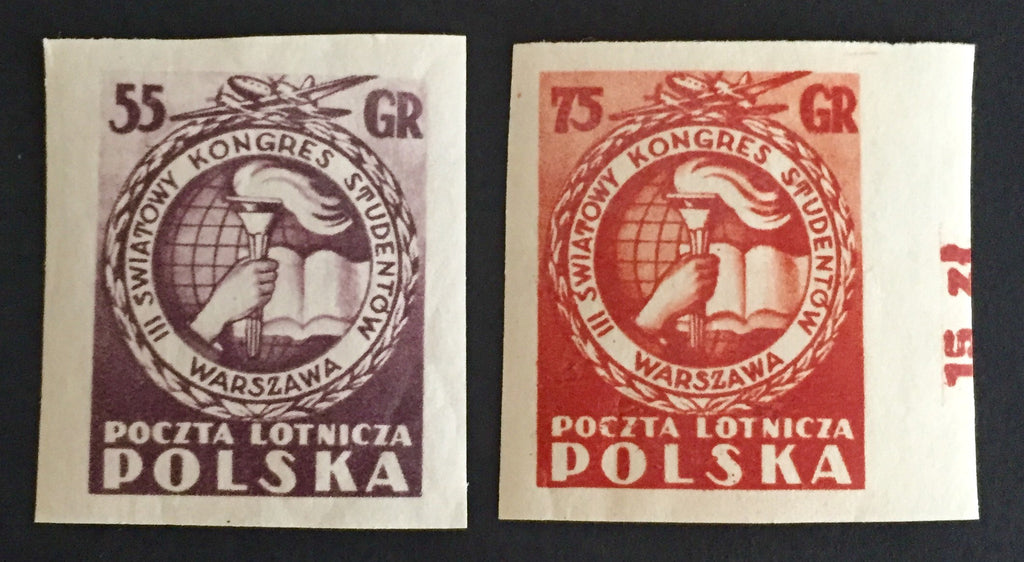 55 GR
III ŚWIATOWY KONGRES STUDENTÓW
WARSZAWA
POCZTA LOTNICZA
POLSKA
75 GR
III ŚWIATOWY KONGRES STUDENTÓW
WARSZAWA
POCZTA LOTNICZA
POLSKA
15 zł